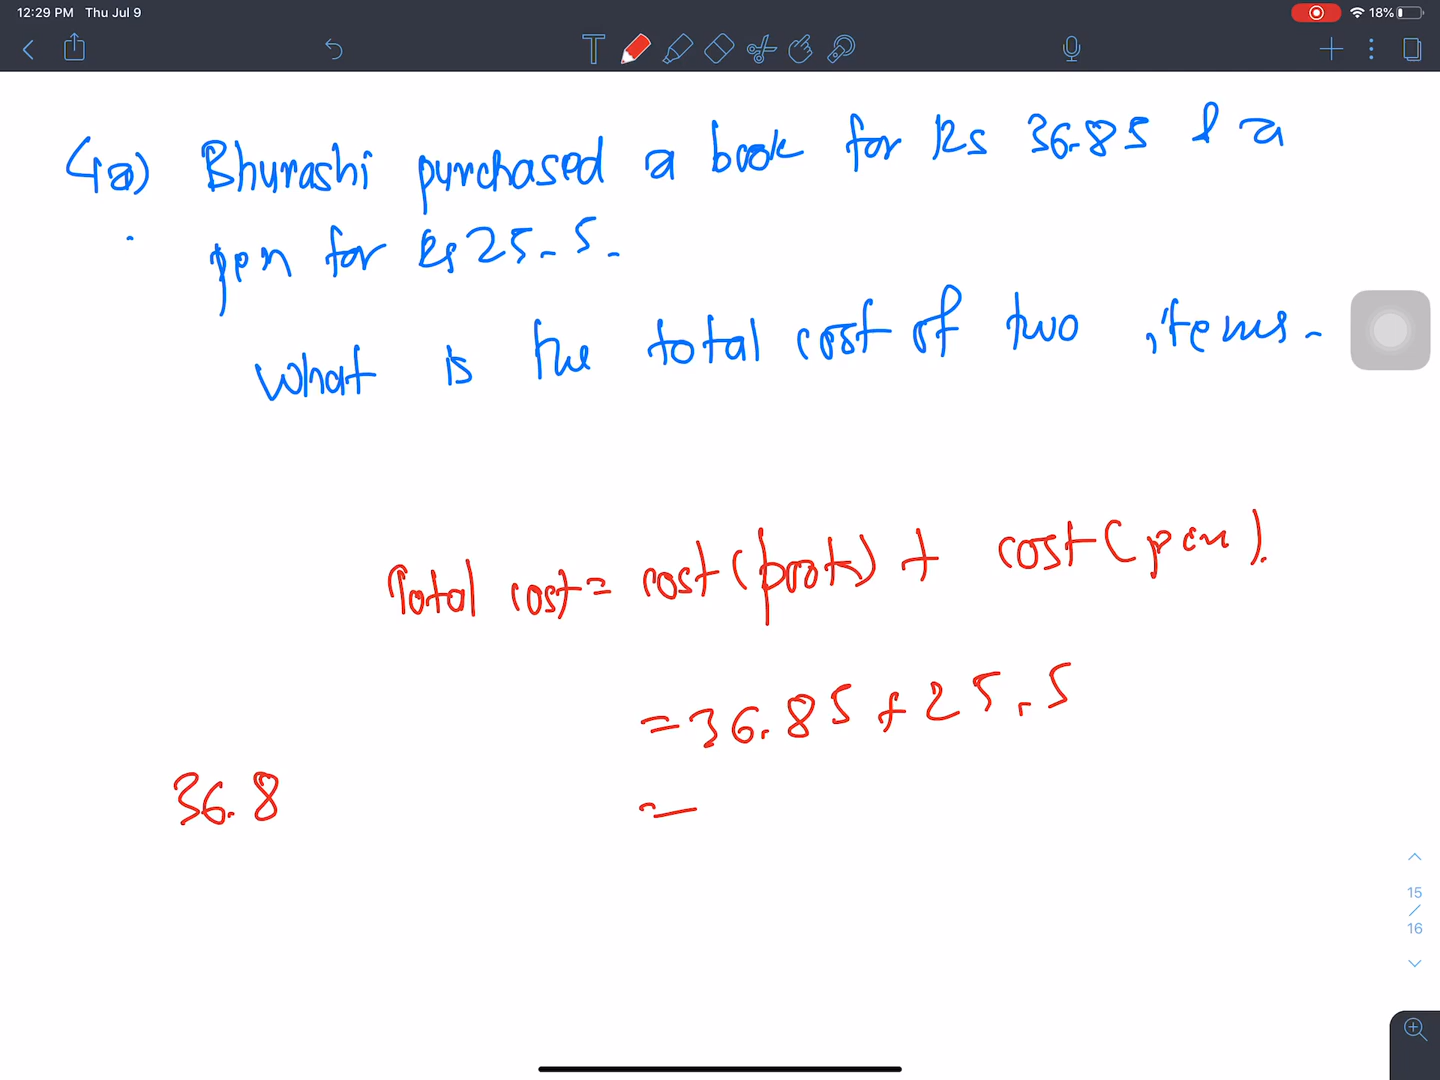 12:29 PM Thu Jul 9
18%
4a) Bhurashi purchased a book for Rs 36.85 & a
pen for Rs 25.5.
What is the total cost of two items.
Total cost = cost (book) + cost (pen).
= 36.85 + 25.5
36.8 =
15
/
16